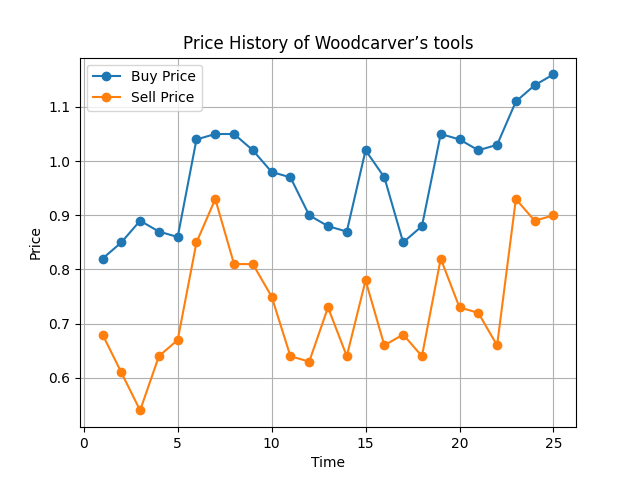 Price History of Woodcarver’s tools
Buy Price
Sell Price
Price
1.1
1.0
0.9
0.8
0.7
0.6
0
5
10
15
20
25
Time